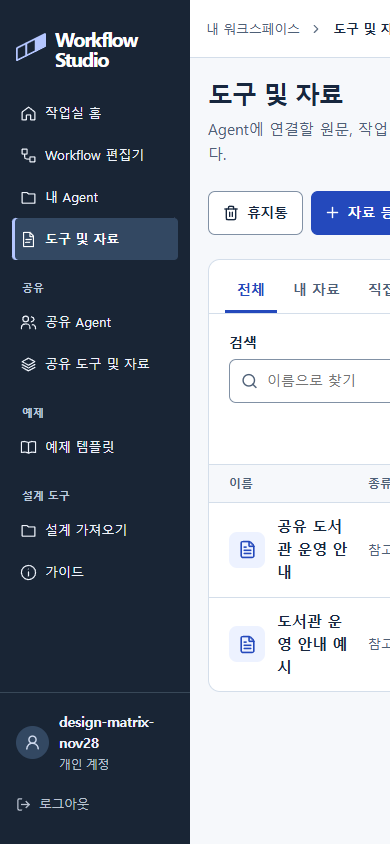 Workflow
Studio
작업실 홈
Workflow 편집기
내 Agent
도구 및 자료
공유
공유 Agent
공유 도구 및 자료
예제
예제 템플릿
설계 도구
설계 가져오기
가이드
design-matrix-
nov28
개인 계정
로그아웃
내 워크스페이스 > 도구 및
도구 및 자료
Agent에 연결할 원문, 작업
다.
휴지통
+ 자료
전체
내 자료
검색
이름으로 찾기
이름
종류
공유 도서
관 운영 안
내
참고
도서관 운
영 안내 예
시
참고